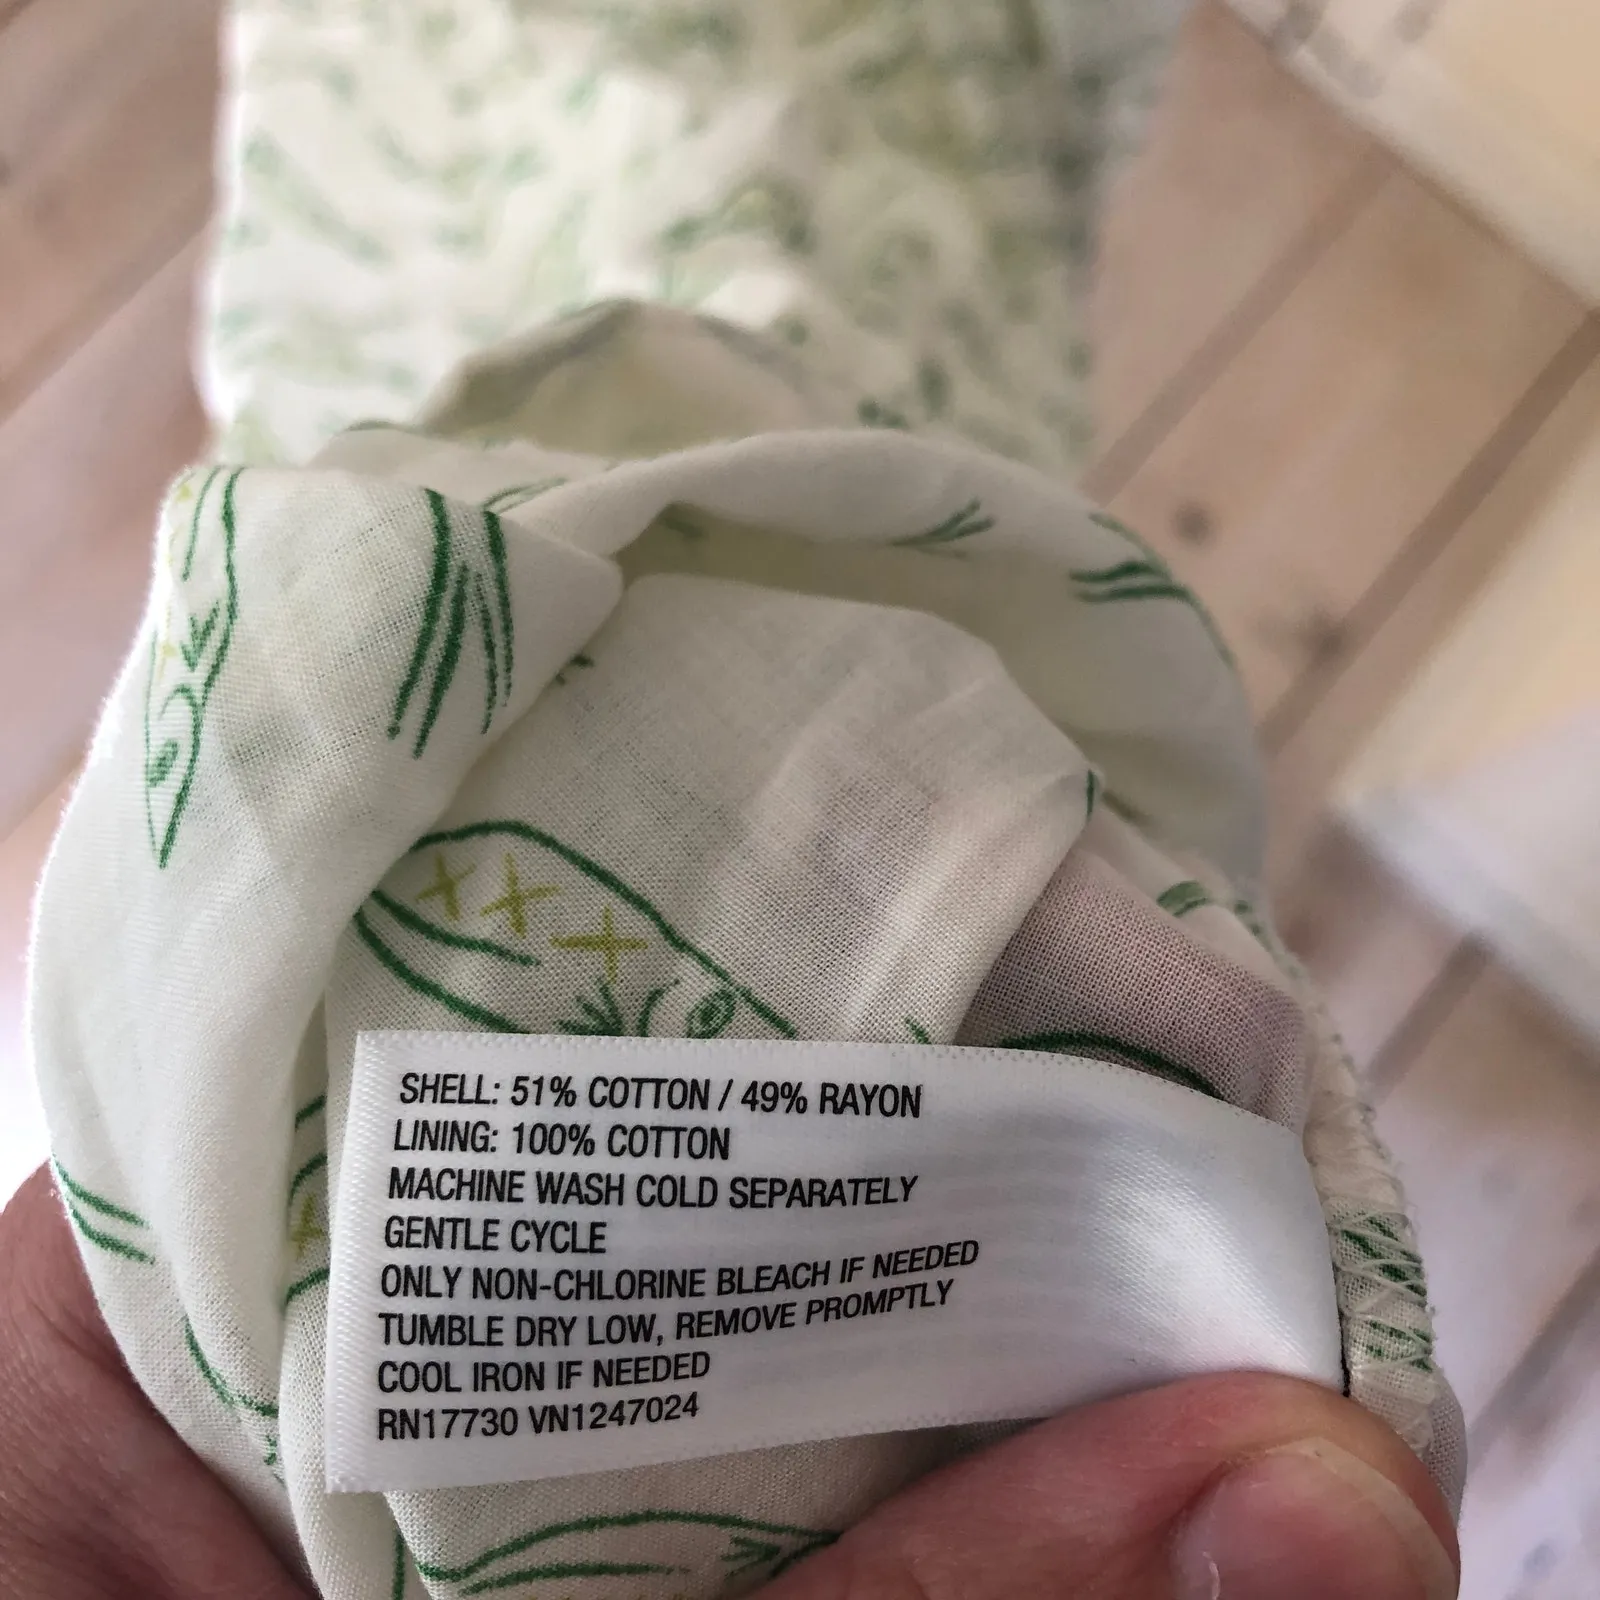 SHELL: 51% COTTON / 49% RAYON
LINING: 100% COTTON
MACHINE WASH COLD SEPARATELY
GENTLE CYCLE
ONLY NON-CHLORINE BLEACH IF NEEDED
TUMBLE DRY LOW, REMOVE PROMPTLY
COOL IRON IF NEEDED
RN17730 VN1247024